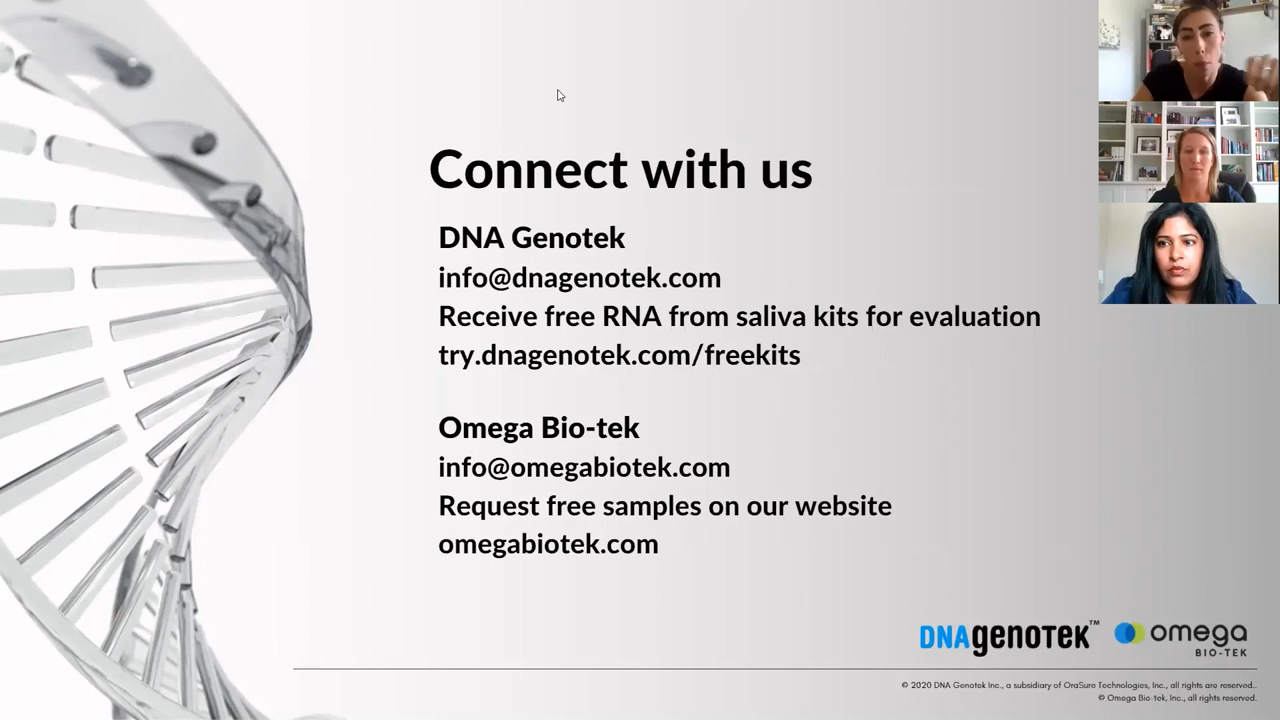 Connect with us
DNA Genotek
info@dnagenotek.com
Receive free RNA from saliva kits for evaluation
try.dnagenotek.com/freekits
Omega Bio-tek
info@omegabiotek.com
Request free samples on our website
omegabiotek.com
DNAGENOTEK™
omega
BIO-TEK
© 2020 DNA Genotek Inc., a subsidiary of OraSure Technologies, Inc., all rights are reserved..
© Omega Bio-tek, Inc., all rights reserved.